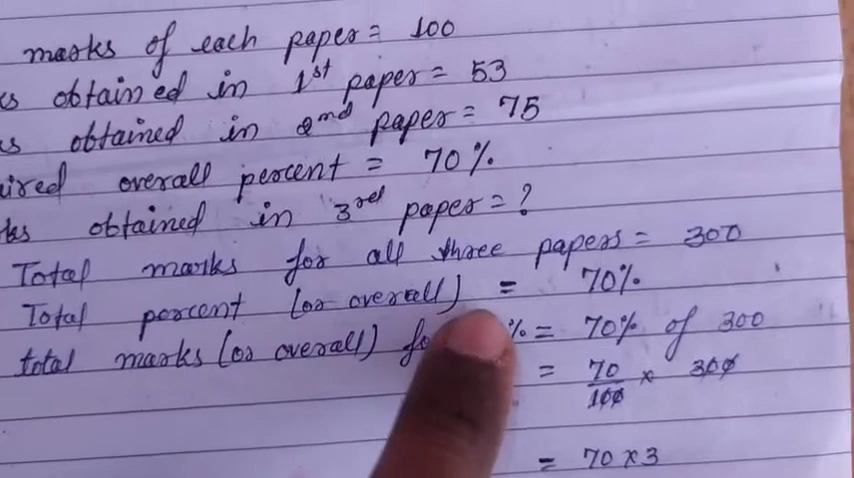 marks of each paper = 100
obtained in 1st paper = 53
obtained in 2nd paper = 75
overall percent = 70%
obtained in 3rd paper = ?
Total marks for all three papers = 300
Total percent (or overall) = 70%
total marks (or overall) % = 70% of 300
= 70/100 × 300
= 70 × 3